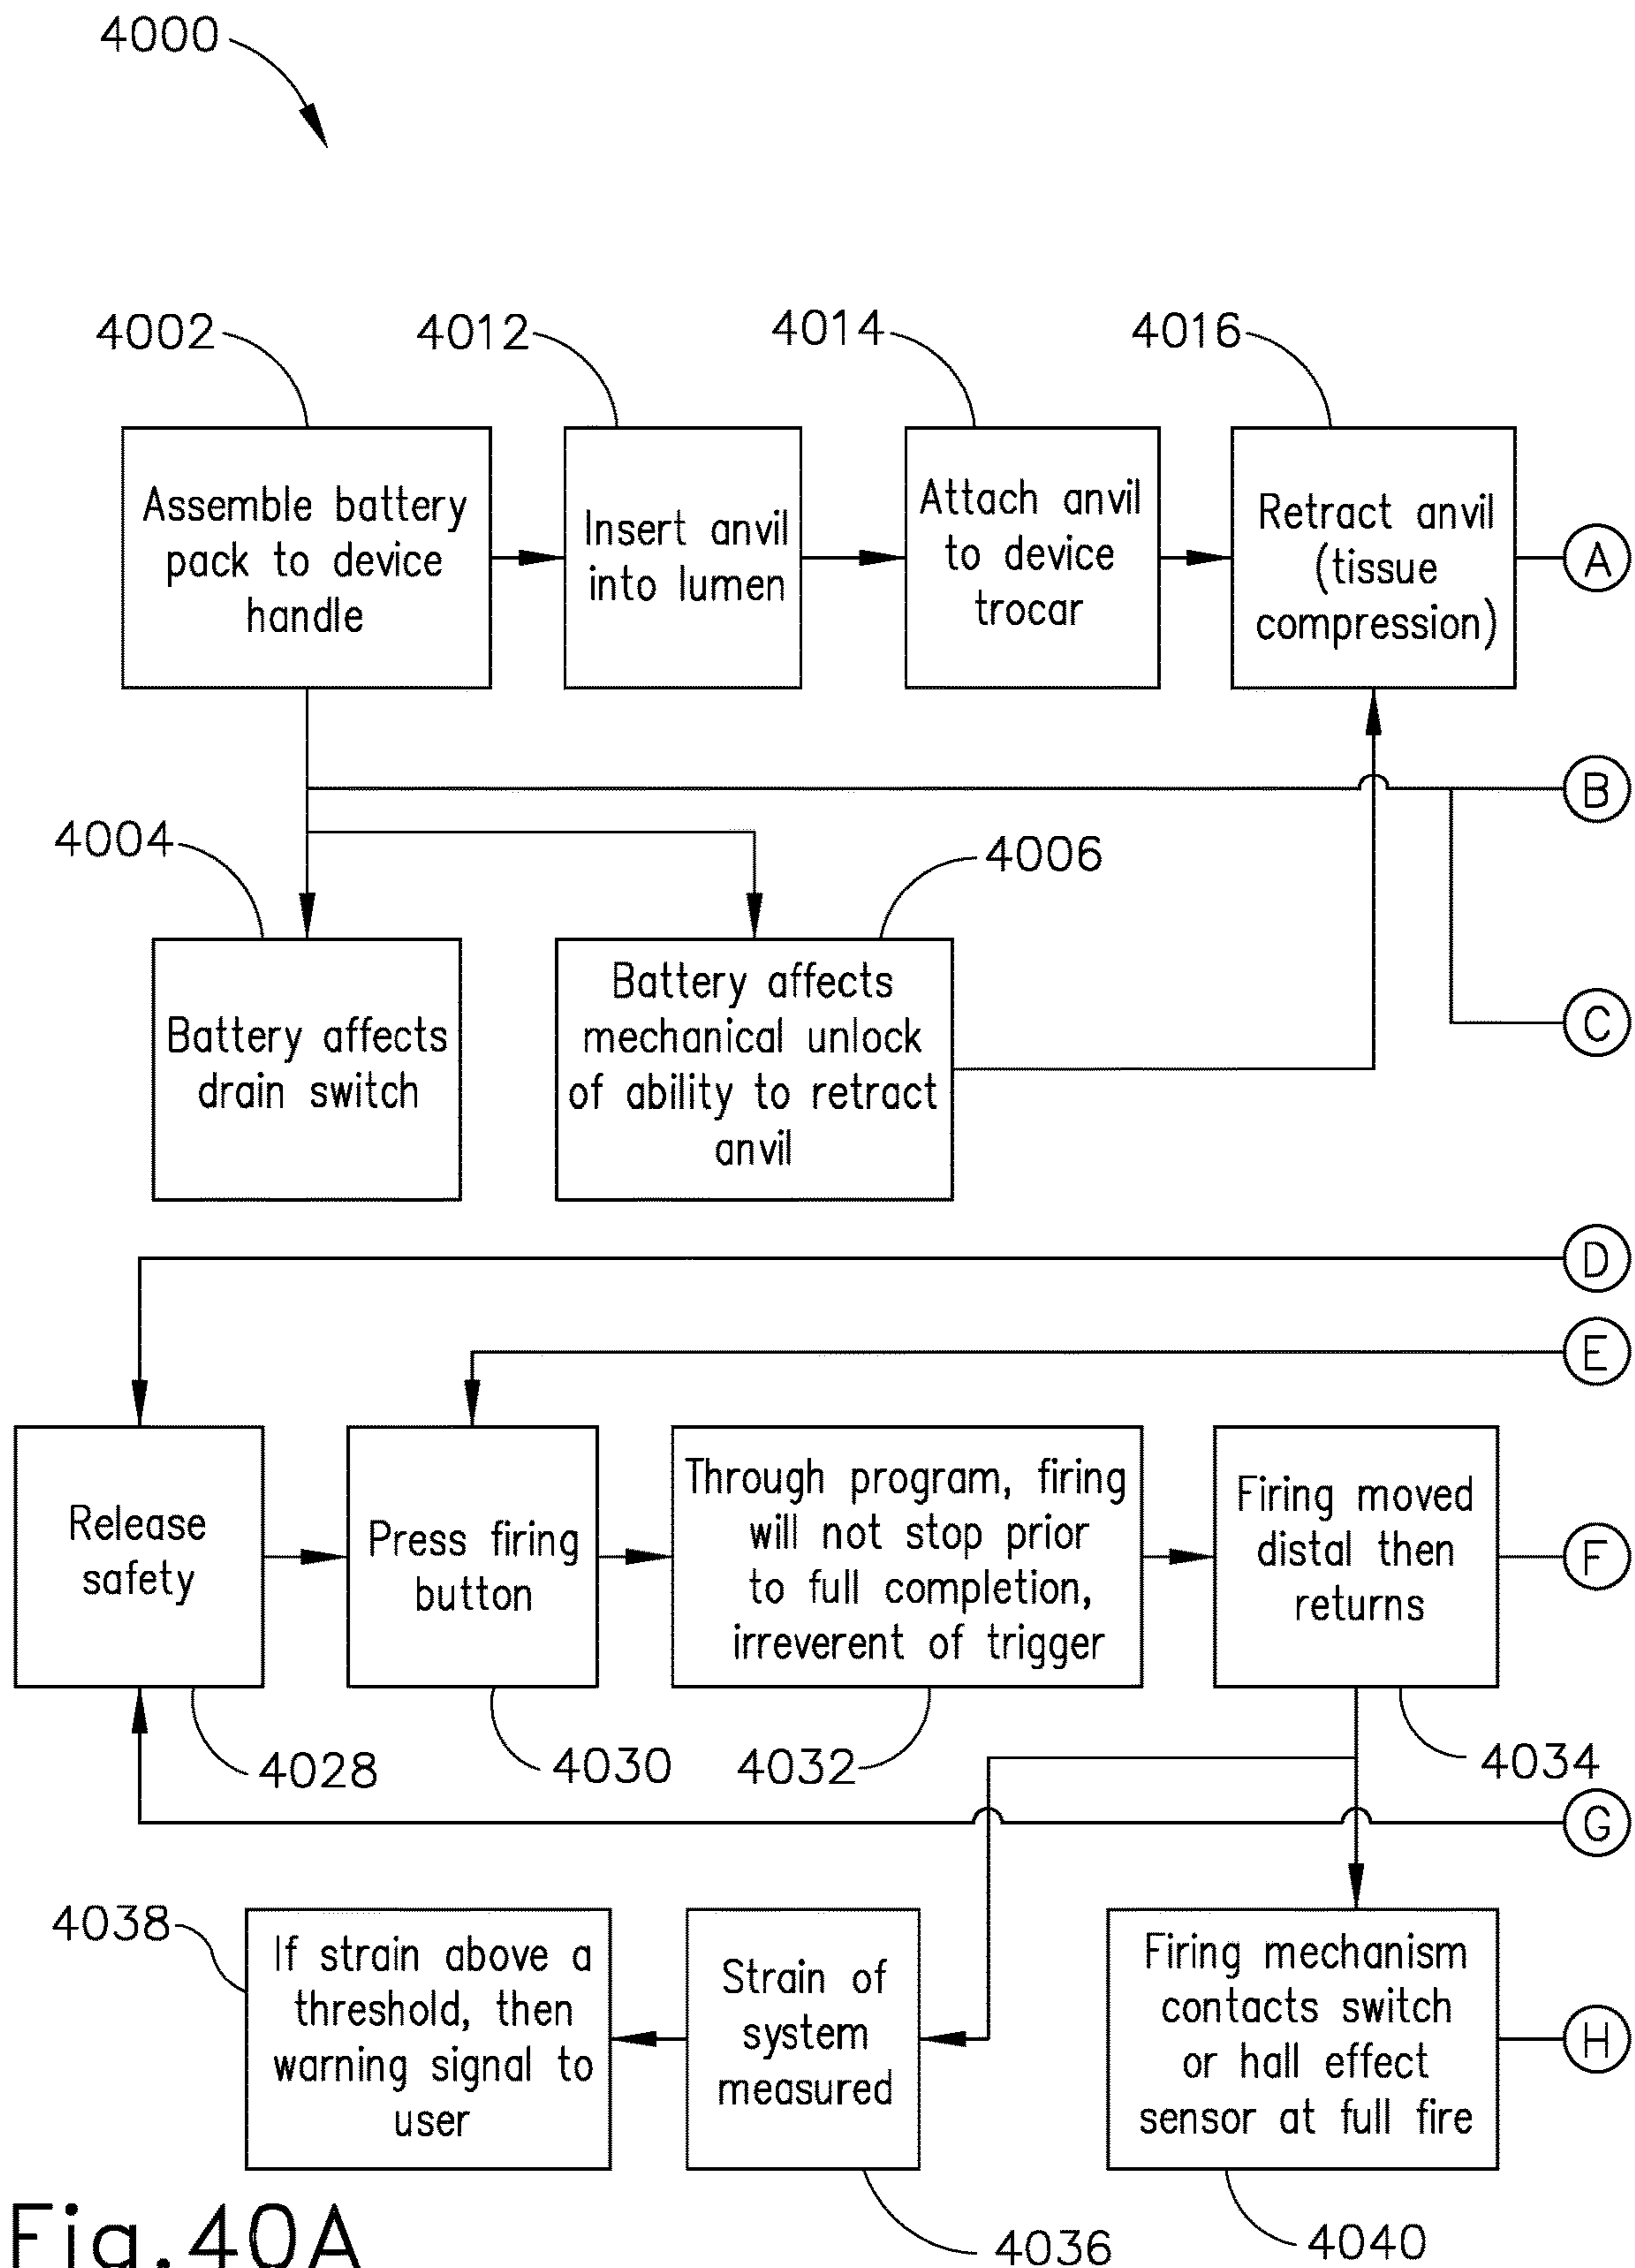 4000
4002
4012
4014
4016
Assemble battery
pack to device
handle
Insert anvil
into lumen
Attach anvil
to device
trocar
Retract anvil
(tissue
compression)
A
B
4004
4006
Battery affects
drain switch
Battery affects
mechanical unlock
of ability to retract
anvil
C
D
E
Release
safety
Press firing
button
Through program, firing
will not stop prior
to full completion,
irreverent of trigger
Firing moved
distal then
returns
F
4028
4030
4032
4034
G
4038
If strain above a
threshold, then
warning signal to
user
Strain of
system
measured
Firing mechanism
contacts switch
or hall effect
sensor at full fire
H
4036
4040
Fig.40A